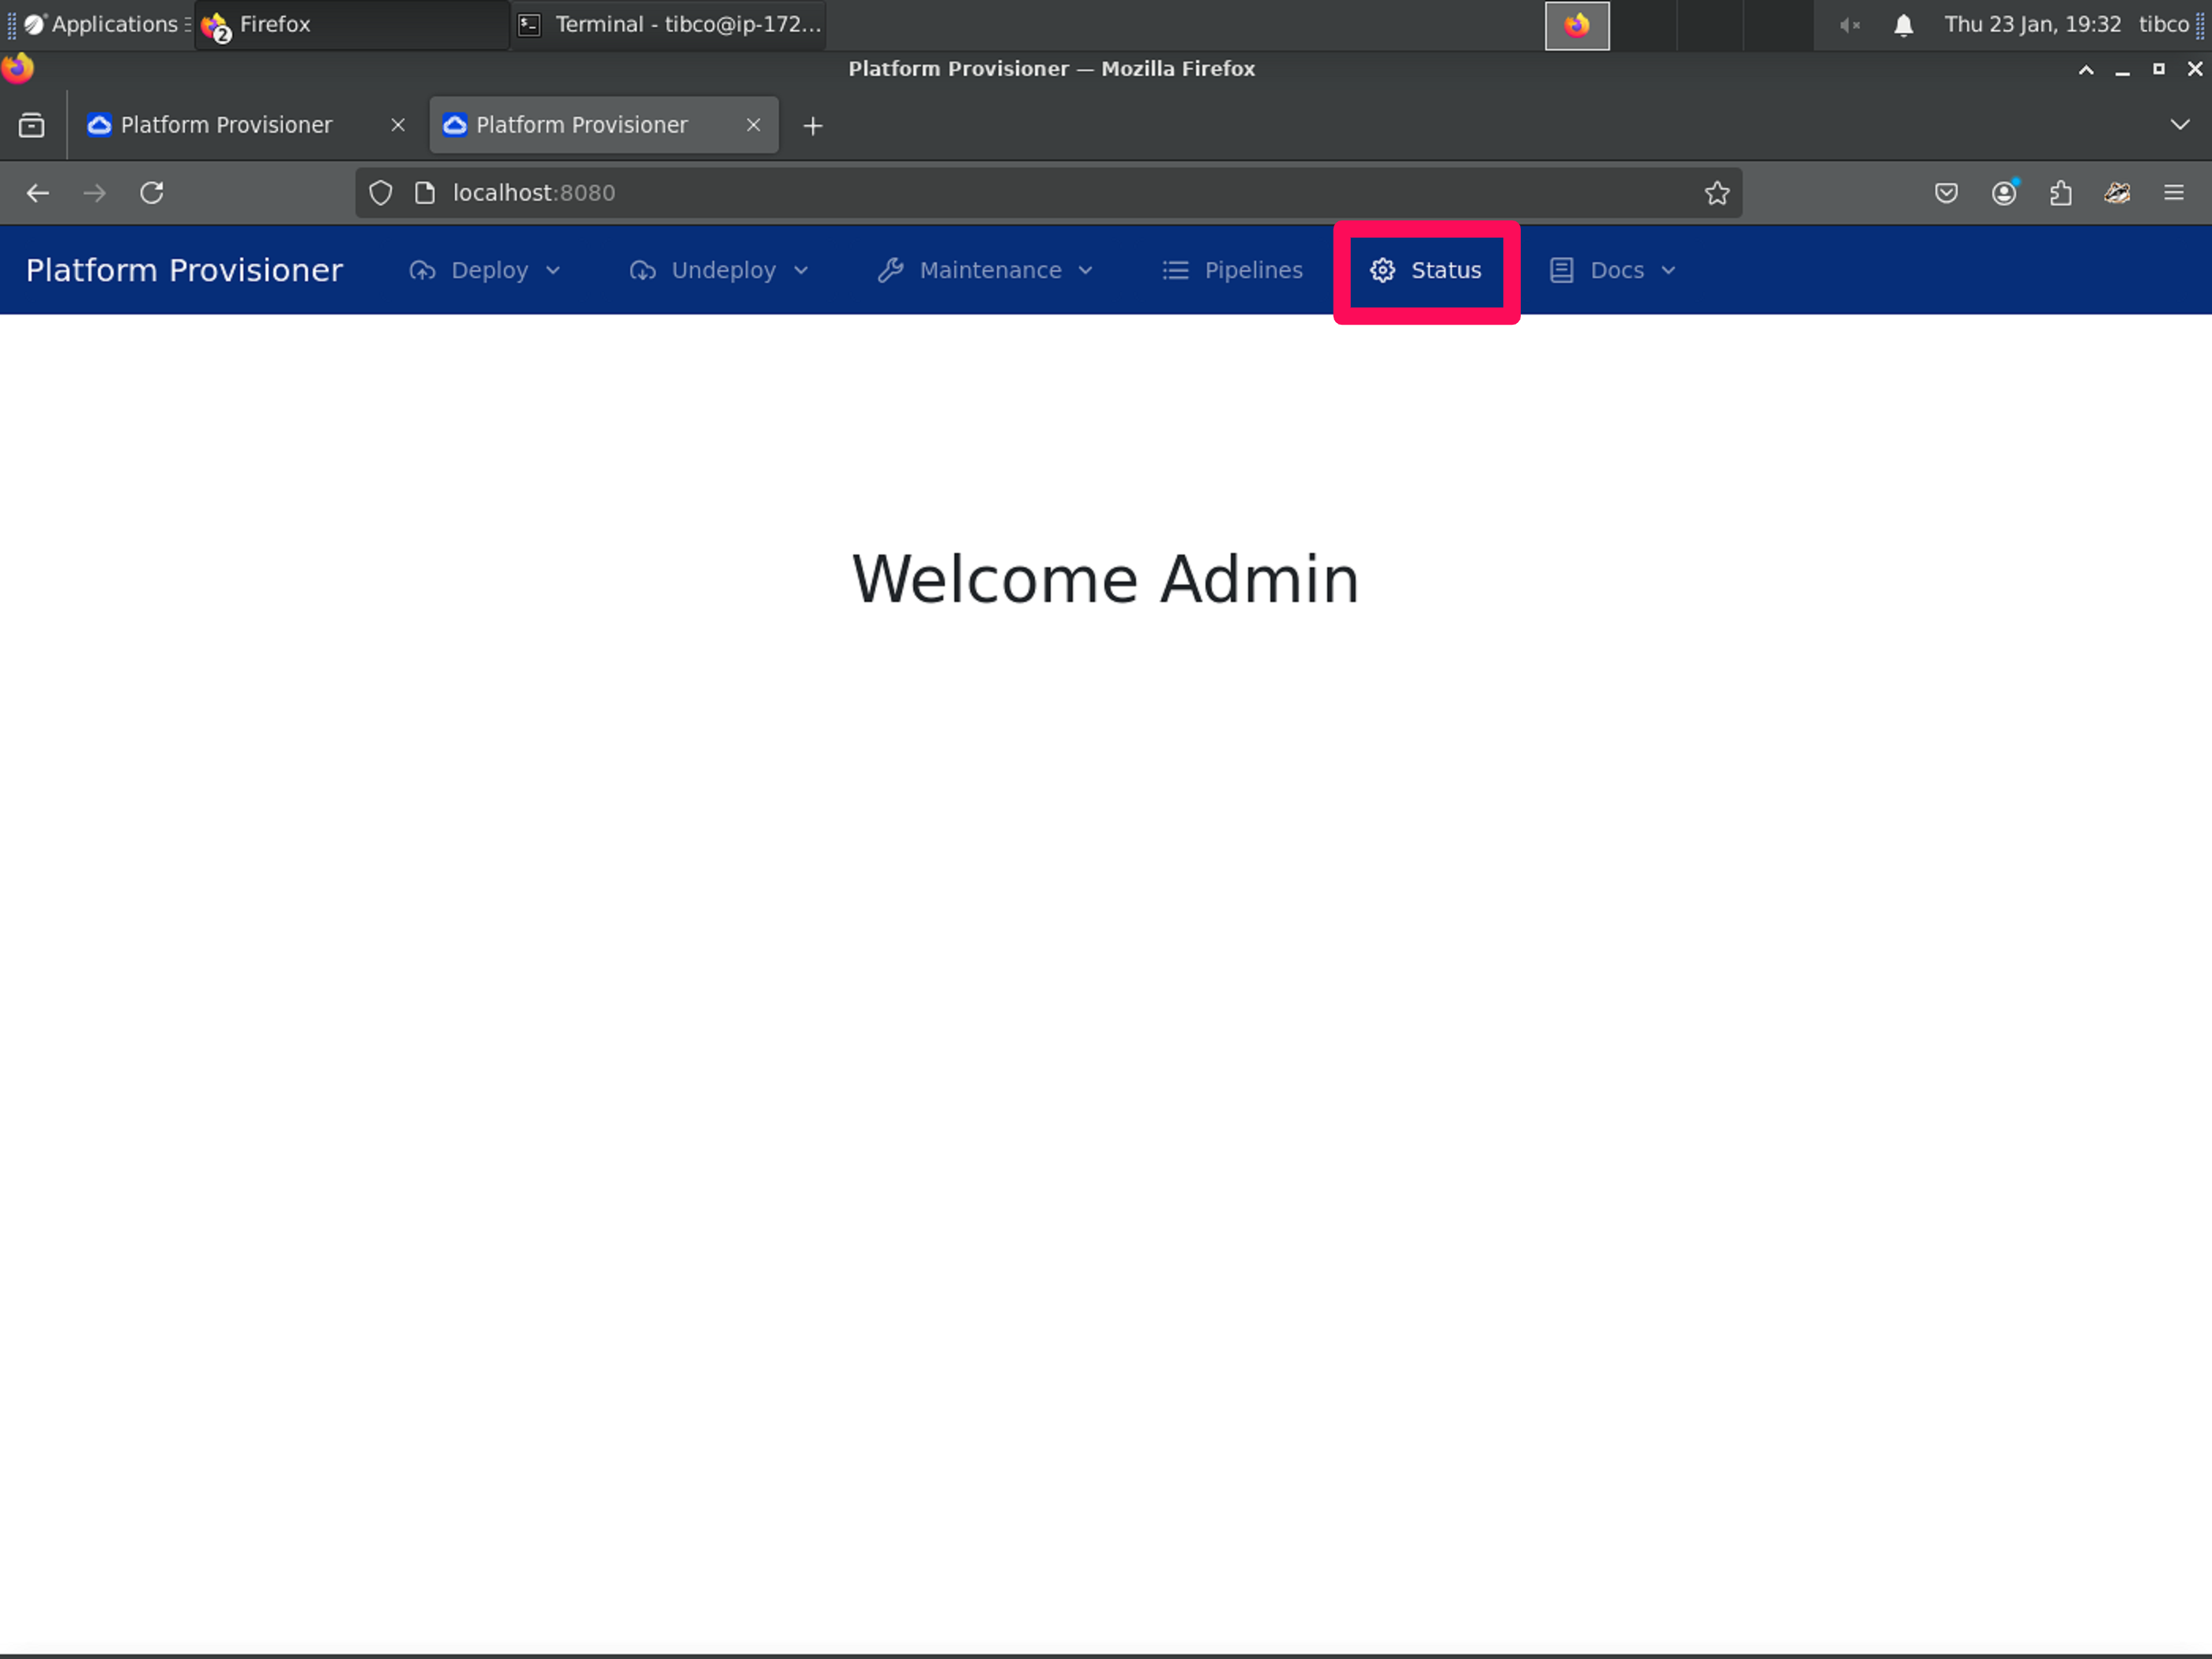 Applications
2 Firefox
Terminal - tibco@ip-172...
Thu 23 Jan, 19:32
tibco
Platform Provisioner — Mozilla Firefox
Platform Provisioner
Platform Provisioner
localhost:8080
Platform Provisioner
Deploy
Undeploy
Maintenance
Pipelines
Status
Docs
Welcome Admin